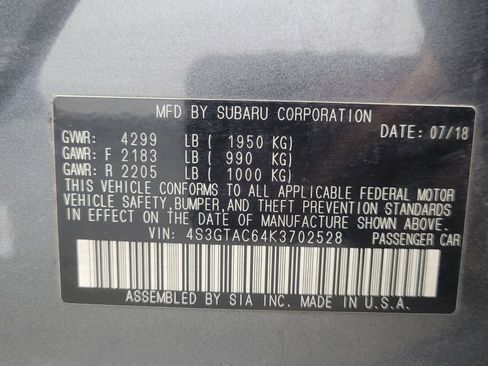 MFD BY SUBARU CORPORATION
DATE: 07/18
GVWR: 4299 LB ( 1950 KG)
GAWR: F 2183 LB ( 990 KG)
GAWR: R 2205 LB ( 1000 KG)
THIS VEHICLE CONFORMS TO ALL APPLICABLE FEDERAL MOTOR
VEHICLE SAFETY,BUMPER,AND THEFT PREVENTION STANDARDS
IN EFFECT ON THE DATE OF MANUFACTURE SHOWN ABOVE.
VIN: 4S3GTAC64K3702528 PASSENGER CAR
ASSEMBLED BY SIA INC. MADE IN U.S.A.